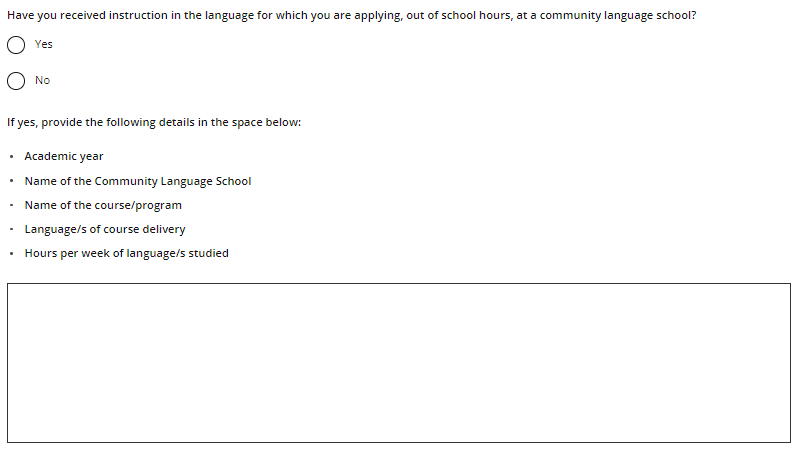 Have you received instruction in the language for which you are applying, out of school hours, at a community language school?
Yes
No
If yes, provide the following details in the space below:
• Academic year
• Name of the Community Language School
• Name of the course/program
• Language/s of course delivery
• Hours per week of language/s studied